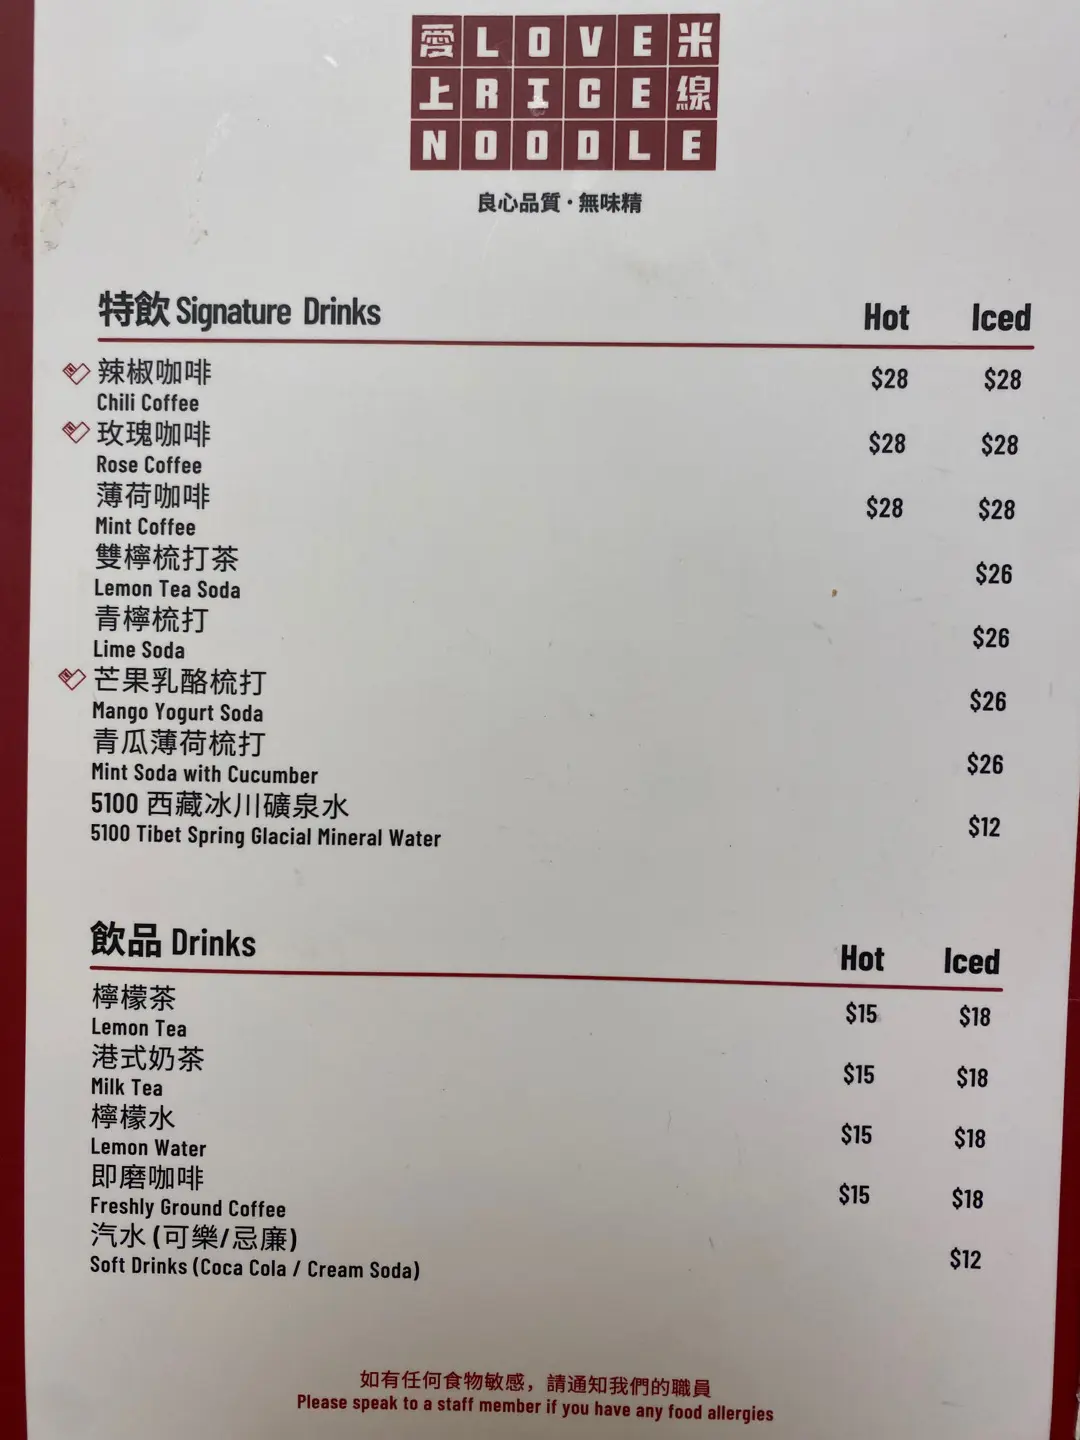 愛LOVE米
上RICE線
NOODLE
良心品質·無味精
特飲 Signature Drinks Hot Iced
辣椒咖啡 $28 $28
Chili Coffee
玫瑰咖啡 $28 $28
Rose Coffee
薄荷咖啡 $28 $28
Mint Coffee
雙檸梳打茶 $26
Lemon Tea Soda
青檸梳打 $26
Lime Soda
芒果乳酪梳打 $26
Mango Yogurt Soda
青瓜薄荷梳打 $26
Mint Soda with Cucumber
5100 西藏冰川礦泉水 $12
5100 Tibet Spring Glacial Mineral Water
飲品 Drinks Hot Iced
檸檬茶 $15 $18
Lemon Tea
港式奶茶 $15 $18
Milk Tea
檸檬水 $15 $18
Lemon Water
即磨咖啡 $15 $18
Freshly Ground Coffee
汽水 (可樂/忌廉) $12
Soft Drinks (Coca Cola / Cream Soda)
如有任何食物敏感，請通知我們的職員
Please speak to a staff member if you have any food allergies